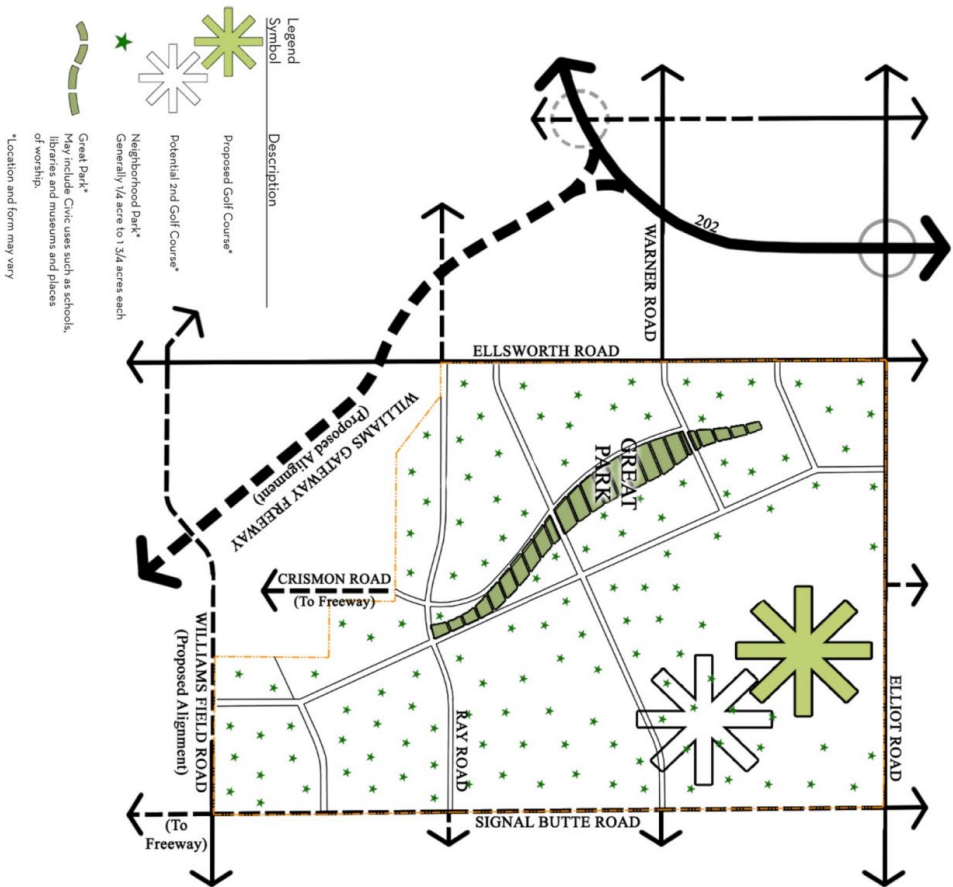 Legend
Symbol
Description
Proposed Golf Course*
Potential 2nd Golf Course*
Neighborhood Park*
Generally 1/4 acre to 1 3/4 acres each
Great Park*
May include Civic uses such as schools,
libraries and museums and places
of worship.
*Location and form may vary
202
WARNER ROAD
ELLSWORTH ROAD
WILLIAMS GATEWAY FREEWAY
(Proposed Alignment)
GREAT
PARK
CRISMON ROAD
(To Freeway)
WILLIAMS FIELD ROAD
(Proposed Alignment)
RAY ROAD
ELLIOT ROAD
SIGNAL BUTTE ROAD
(To
Freeway)